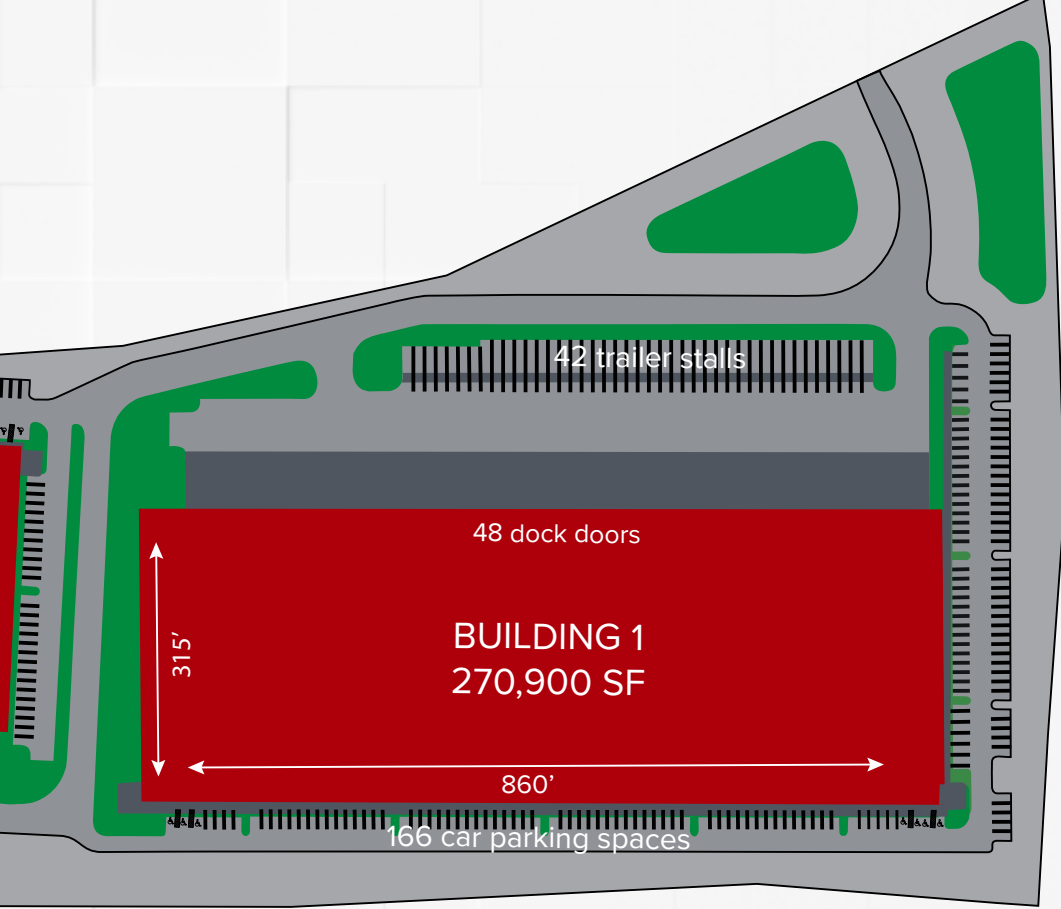 42 trailer stalls
48 dock doors
BUILDING 1
270,900 SF
315’
860’
166 car parking spaces